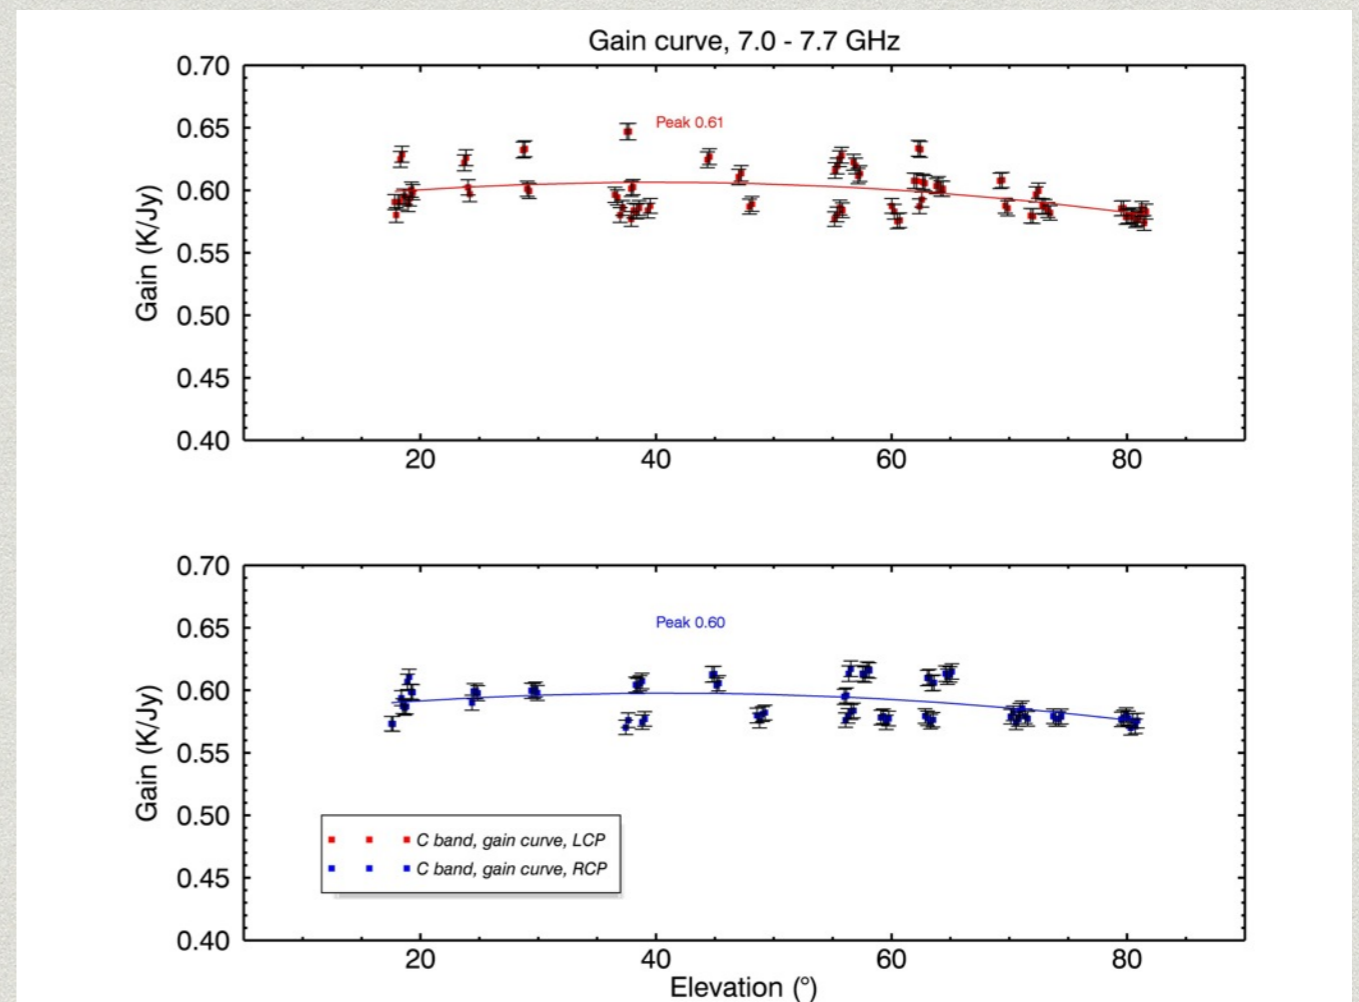 Gain curve, 7.0 - 7.7 GHz
0.70
0.65
0.60
0.55
0.50
0.45
0.40
Gain (K/Jy)
Peak 0.61
20 40 60 80
0.70
0.65
0.60
0.55
0.50
0.45
0.40
Gain (K/Jy)
Peak 0.60
C band, gain curve, LCP
C band, gain curve, RCP
20 40 60 80
Elevation (°)